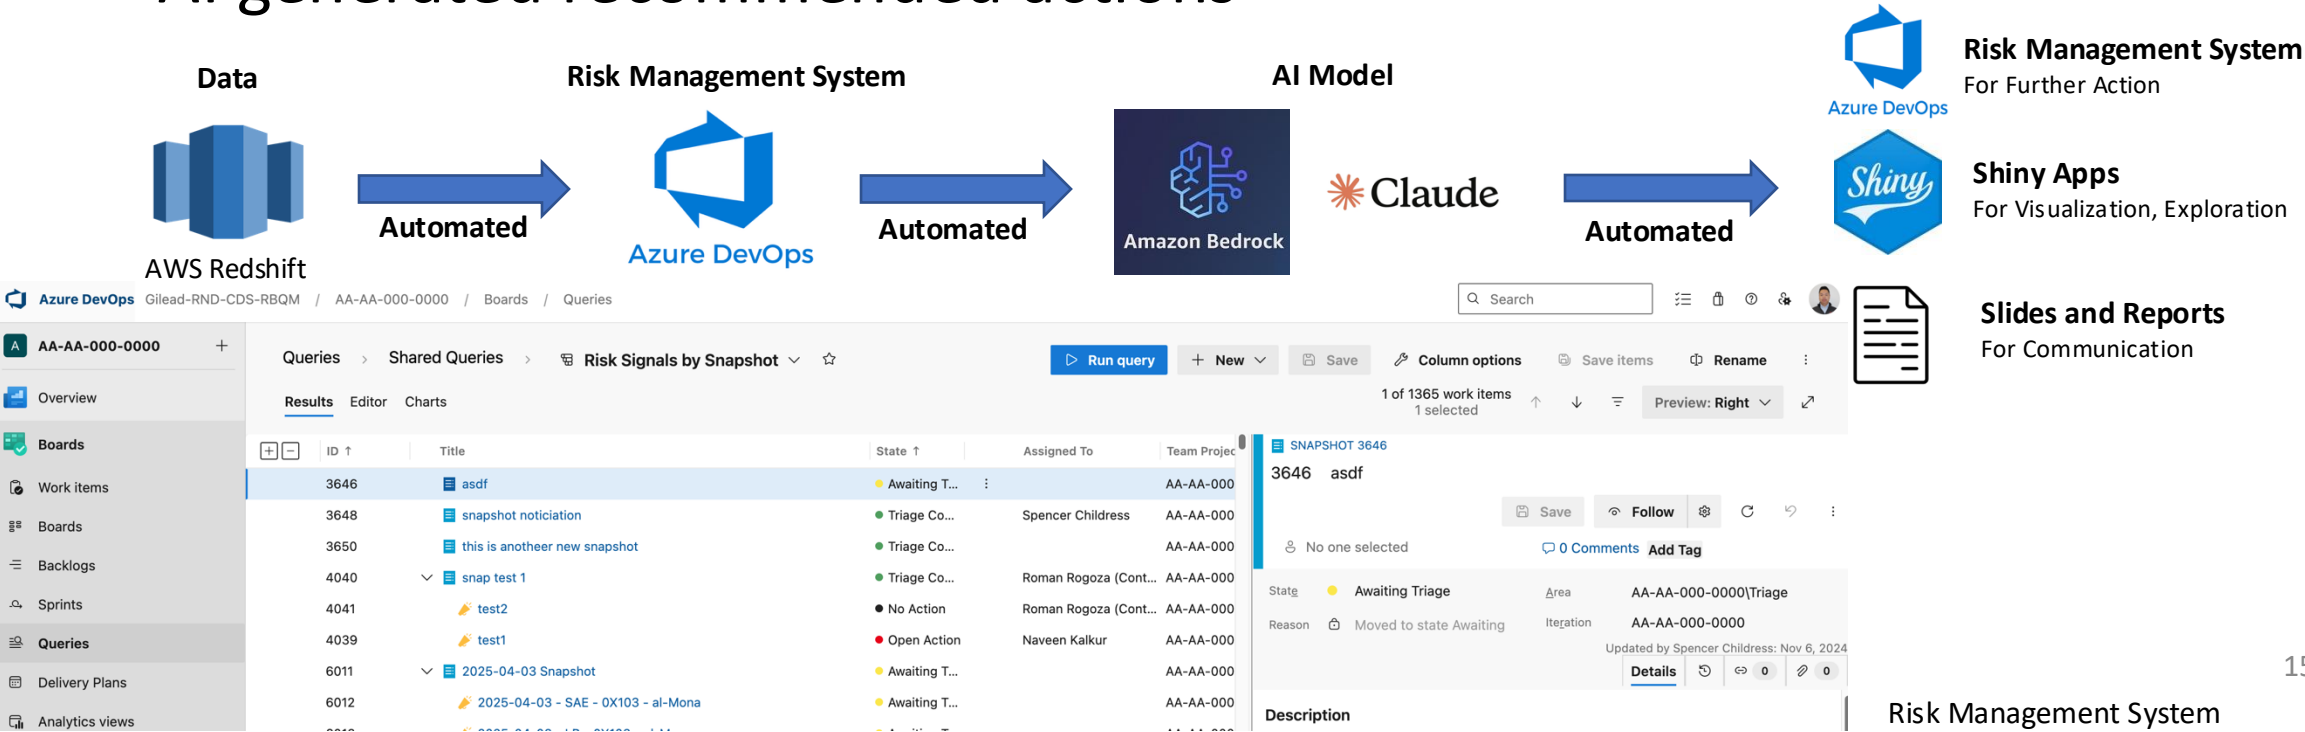 AI generated recommended actions
Data
Risk Management System
AI Model
Risk Management System
For Further Action
Azure DevOps
Automated
Automated
Amazon Bedrock
Claude
Automated
Shiny
Shiny Apps
For Visualization, Exploration
AWS Redshift
Azure DevOps
Slides and Reports
For Communication
Azure DevOps Gilead-RND-CDS-RBQM / AA-AA-000-0000 / Boards / Queries
Search
A AA-AA-000-0000 +
Overview
Boards
Work items
Boards
Backlogs
Sprints
Queries
Delivery Plans
Analytics views
Queries > Shared Queries > Risk Signals by Snapshot
Run query + New Save Column options Save items Rename
Results Editor Charts
1 of 1365 work items
1 selected
Preview: Right
ID ↑ Title State ↑ Assigned To Team Projec
3646 asdf Awaiting T... AA-AA-000
3648 snapshot noticiation Triage Co... Spencer Childress AA-AA-000
3650 this is anotheer new snapshot Triage Co... AA-AA-000
4040 snap test 1 Triage Co... Roman Rogoza (Cont... AA-AA-000
4041 test2 No Action Roman Rogoza (Cont... AA-AA-000
4039 test1 Open Action Naveen Kalkur AA-AA-000
6011 2025-04-03 Snapshot Awaiting T... AA-AA-000
6012 2025-04-03 - SAE - 0X103 - al-Mona Awaiting T... AA-AA-000
SNAPSHOT 3646
3646 asdf
Save Follow
No one selected 0 Comments Add Tag
State Awaiting Triage Area AA-AA-000-0000\Triage
Reason Moved to state Awaiting Iteration AA-AA-000-0000
Updated by Spencer Childress: Nov 6, 2024
Details 0 0
Description
15
Risk Management System